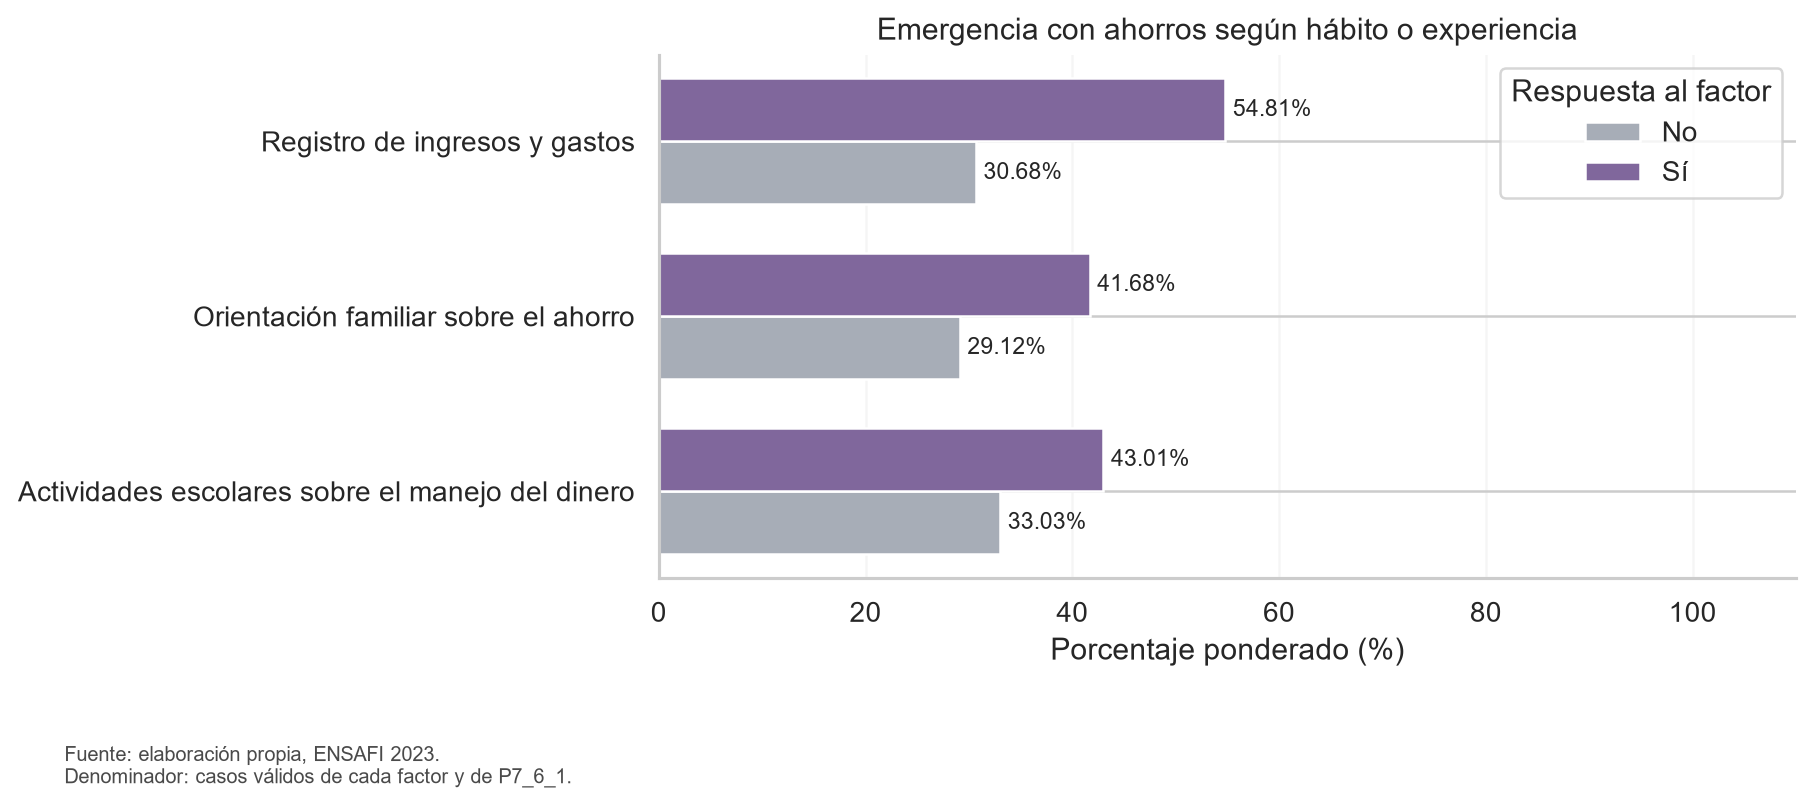 Emergencia con ahorros según hábito o experiencia
Respuesta al factor
No
Sí
Registro de ingresos y gastos
54.81%
30.68%
Orientación familiar sobre el ahorro
41.68%
29.12%
Actividades escolares sobre el manejo del dinero
43.01%
33.03%
0 20 40 60 80 100
Porcentaje ponderado (%)
Fuente: elaboración propia, ENSAFI 2023.
Denominador: casos válidos de cada factor y de P7_6_1.